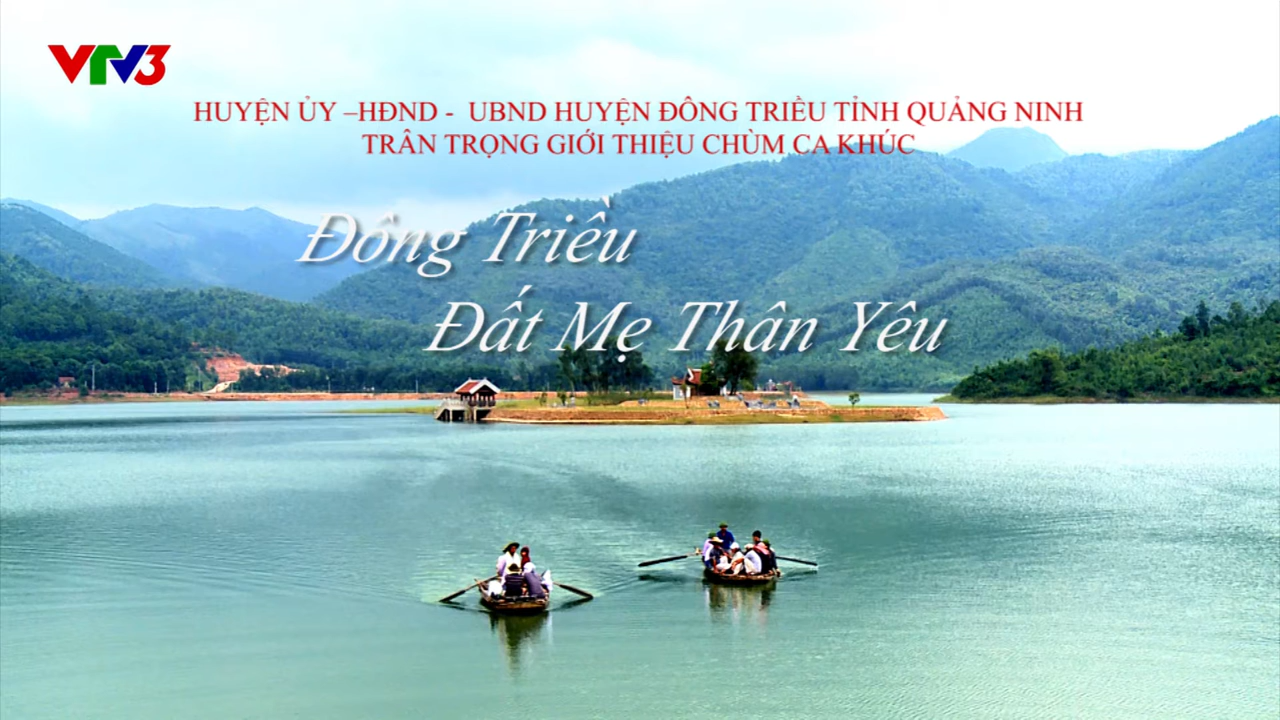 VTV3
HUYỆN ỦY –HĐND - UBND HUYỆN ĐÔNG TRIỀU TỈNH QUẢNG NINH
TRÂN TRỌNG GIỚI THIỆU CHÙM CA KHÚC
Đông Triều
Đất Mẹ Thân Yêu